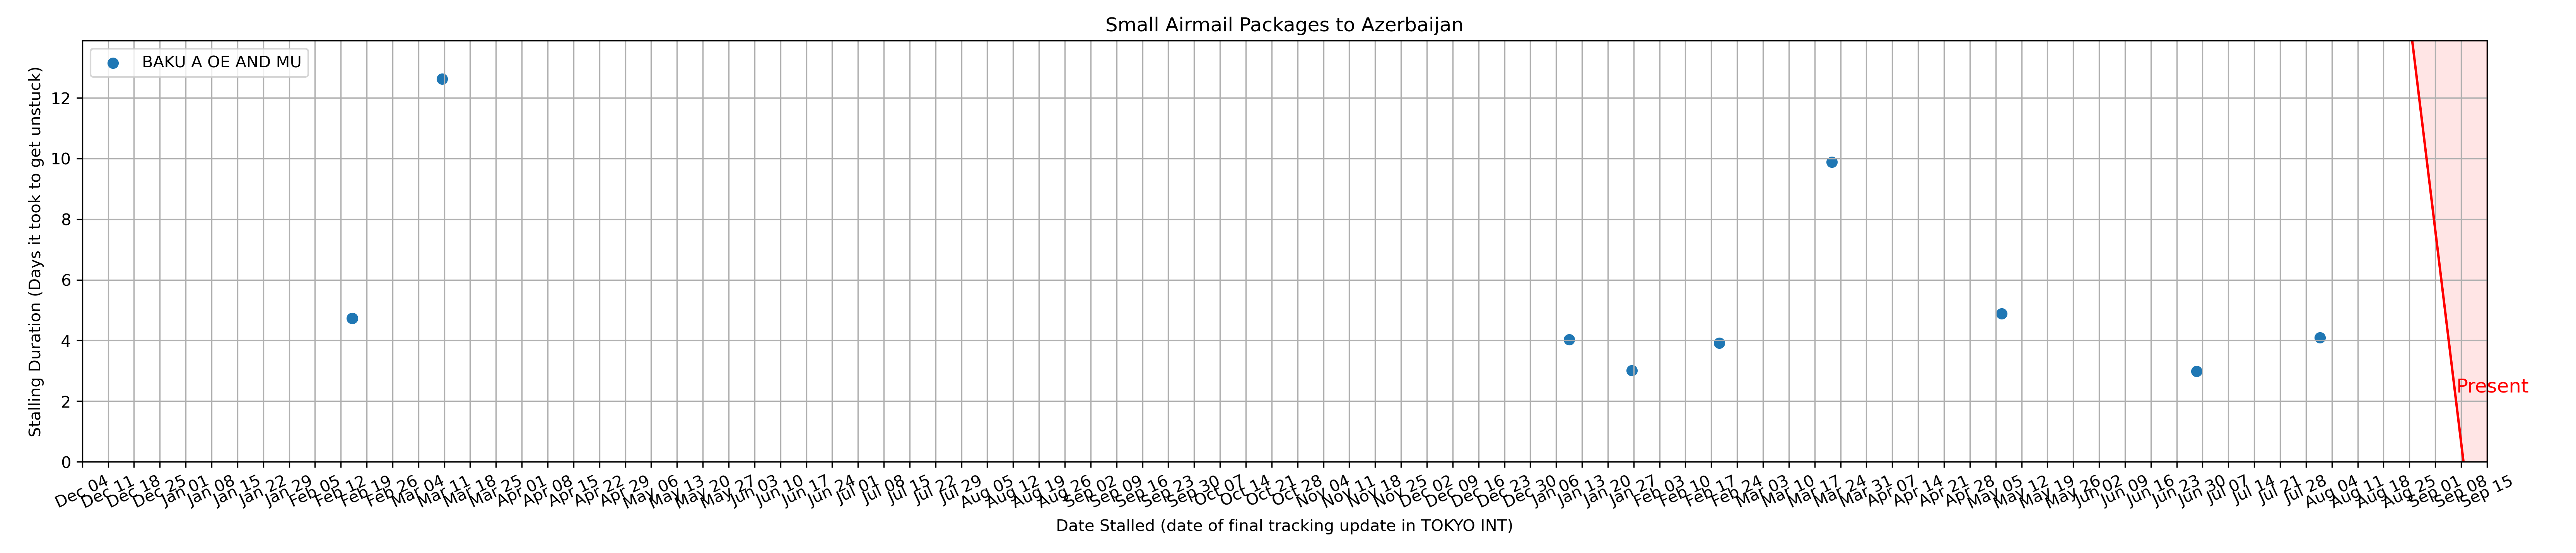 Small Airmail Packages to Azerbaijan
BAKU A OE AND MU
Stalling Duration (Days it took to get unstuck)
12
10
8
6
4
2
0
Present
Dec 04 Dec 11 Dec 18 Dec 25 Jan 01 Jan 08 Jan 15 Jan 22 Jan 29 Feb 05 Feb 12 Feb 19 Feb 26 Mar 04 Mar 11 Mar 18 Mar 25 Apr 01 Apr 08 Apr 15 Apr 22 Apr 29 May 06 May 13 May 20 May 27 Jun 03 Jun 10 Jun 17 Jun 24 Jul 01 Jul 08 Jul 15 Jul 22 Jul 29 Aug 05 Aug 12 Aug 19 Aug 26 Sep 02 Sep 09 Sep 16 Sep 23 Sep 30 Oct 07 Oct 14 Oct 21 Oct 28 Nov 04 Nov 11 Nov 18 Nov 25 Dec 02 Dec 09 Dec 16 Dec 23 Dec 30 Jan 06 Jan 13 Jan 20 Jan 27 Feb 03 Feb 10 Feb 17 Feb 24 Mar 03 Mar 10 Mar 17 Mar 24 Mar 31 Apr 07 Apr 14 Apr 21 Apr 28 May 05 May 12 May 19 May 26 Jun 02 Jun 09 Jun 16 Jun 23 Jun 30 Jul 07 Jul 14 Jul 21 Jul 28 Aug 04 Aug 11 Aug 18 Aug 25 Sep 01 Sep 08 Sep 15
Date Stalled (date of final tracking update in TOKYO INT)